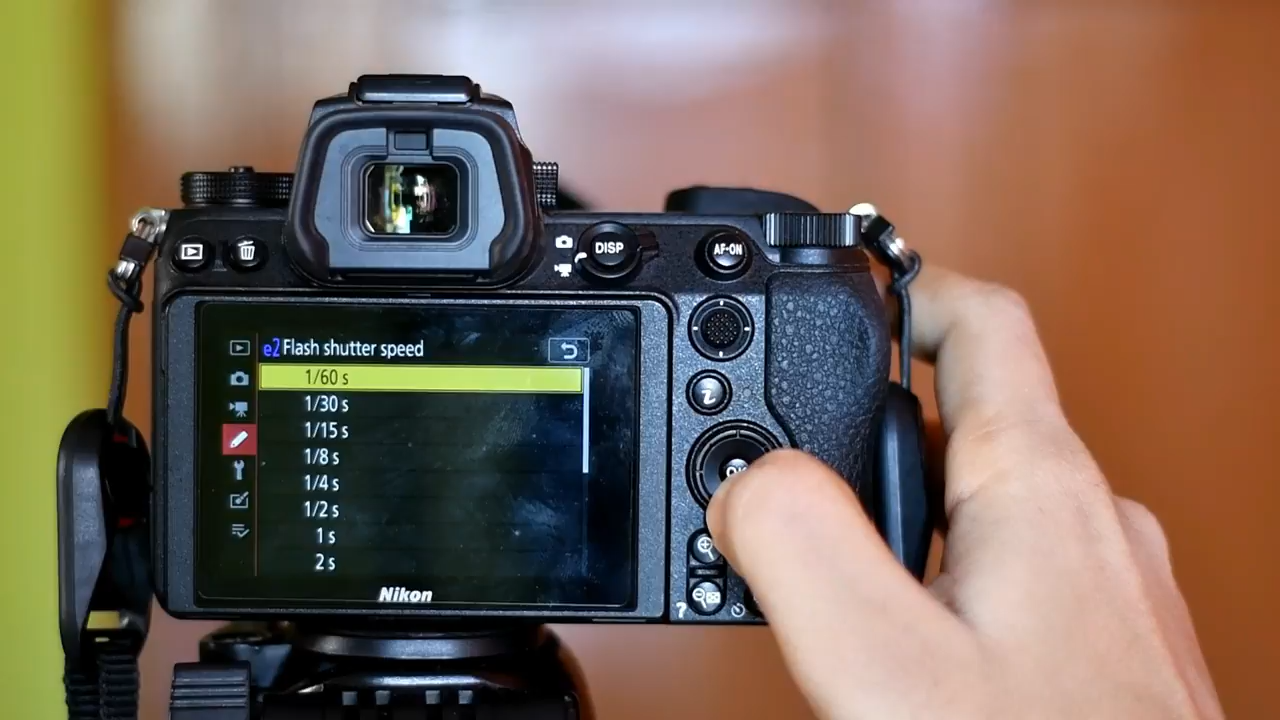 DISP
AF-ON
e2 Flash shutter speed
1/60 s
1/30 s
1/15 s
1/8 s
1/4 s
1/2 s
1 s
2 s
i
OK
Nikon
?